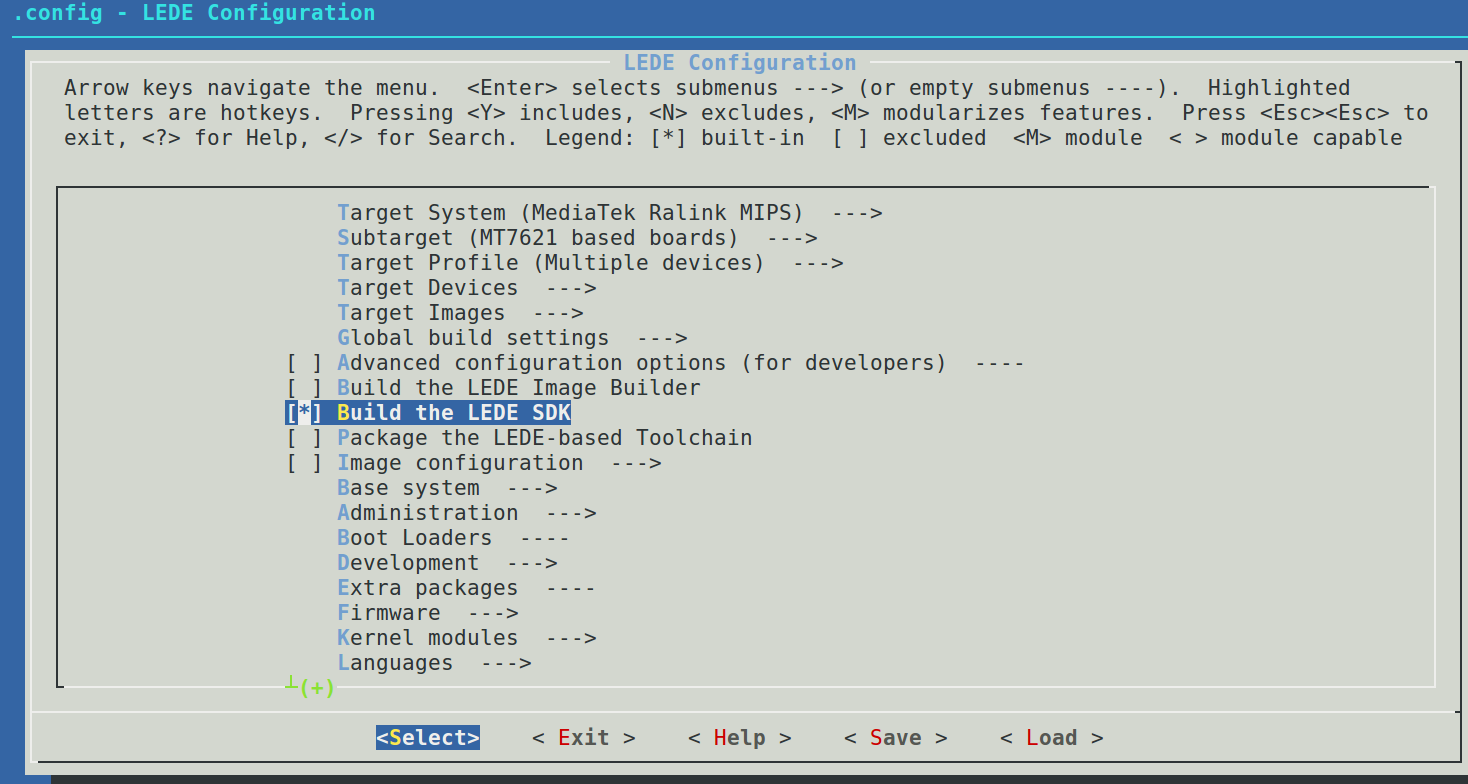 .config - LEDE Configuration
LEDE Configuration
Arrow keys navigate the menu.  <Enter> selects submenus ---> (or empty submenus ----).  Highlighted
letters are hotkeys.  Pressing <Y> includes, <N> excludes, <M> modularizes features.  Press <Esc><Esc> to
exit, <?> for Help, </> for Search.  Legend: [*] built-in  [ ] excluded  <M> module  < > module capable
Target System (MediaTek Ralink MIPS)  --->
Subtarget (MT7621 based boards)  --->
Target Profile (Multiple devices)  --->
Target Devices  --->
Target Images  --->
Global build settings  --->
[ ] Advanced configuration options (for developers)  ----
[ ] Build the LEDE Image Builder
[*] Build the LEDE SDK
[ ] Package the LEDE-based Toolchain
[ ] Image configuration  --->
Base system  --->
Administration  --->
Boot Loaders  ----
Development  --->
Extra packages  ----
Firmware  --->
Kernel modules  --->
Languages  --->
┴(+)
<Select>    < Exit >    < Help >    < Save >    < Load >